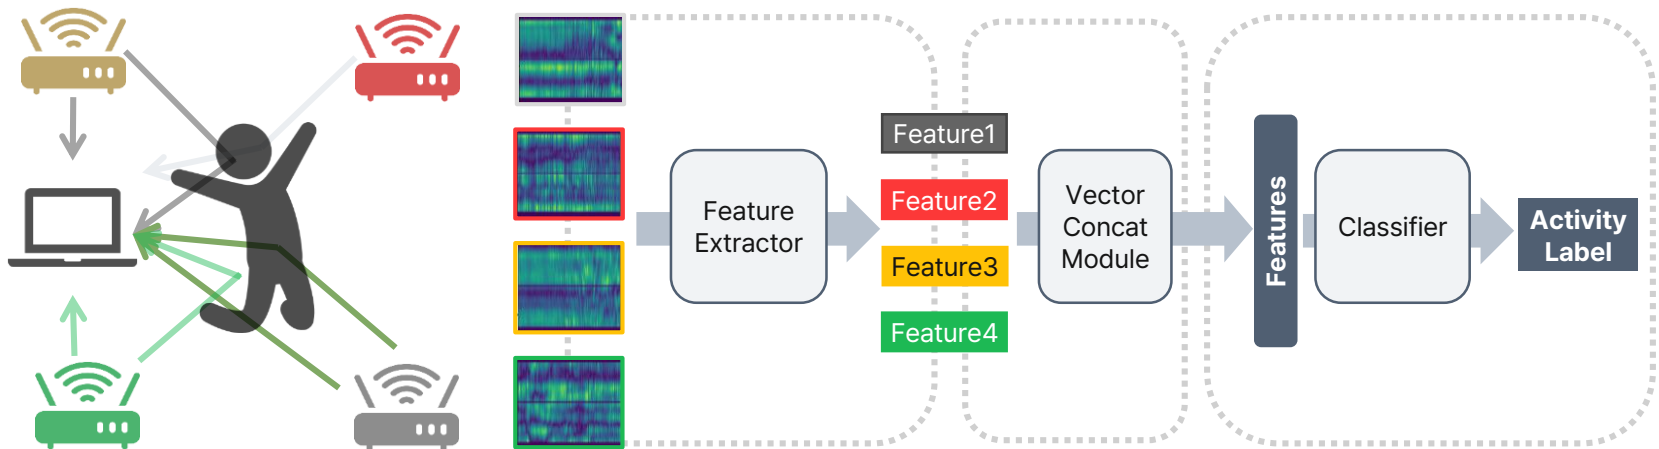 Feature
Extractor
Feature1
Feature2
Feature3
Feature4
Vector
Concat
Module
Features
Classifier
Activity
Label